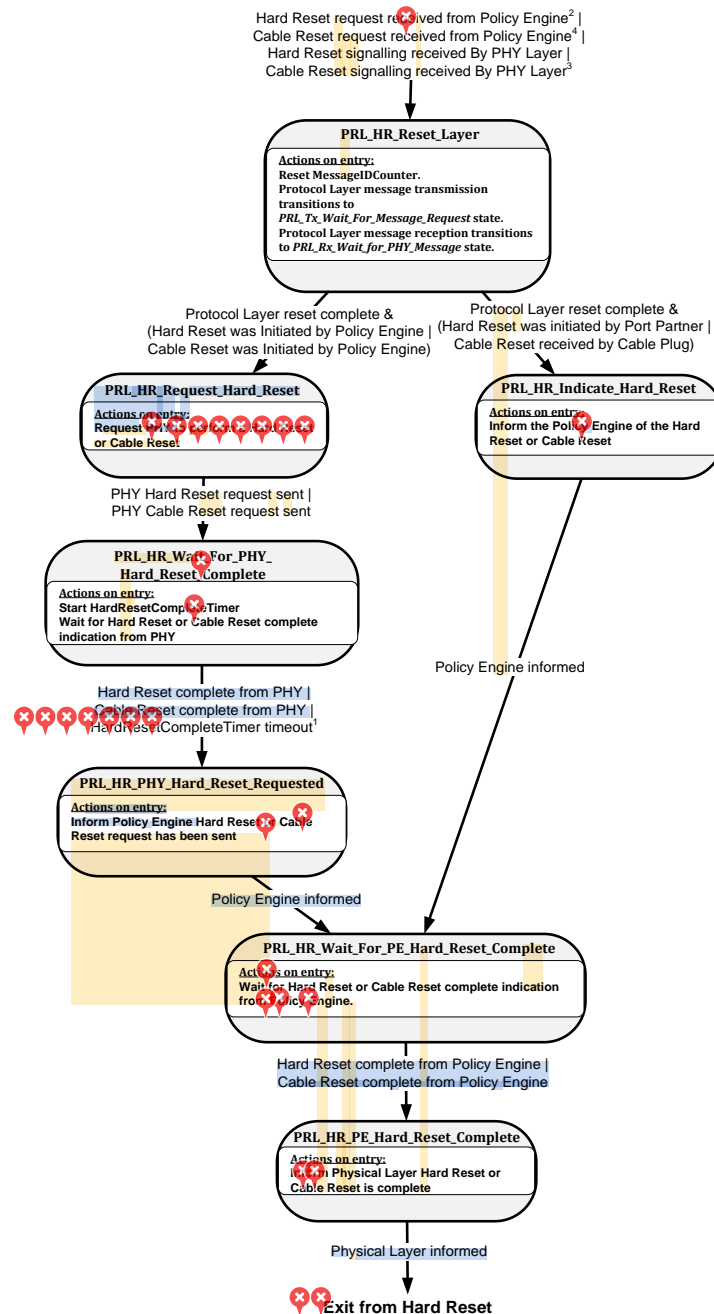 Hard Reset request received from Policy Engine² |
Cable Reset request received from Policy Engine⁴ |
Hard Reset signalling received By PHY Layer |
Cable Reset signalling received By PHY Layer³
PRL_HR_Reset_Layer
Actions on entry:
Reset MessageIDCounter.
Protocol Layer message transmission
transitions to
PRL_Tx_Wait_For_Message_Request state.
Protocol Layer message reception transitions
to PRL_Rx_Wait_for_PHY_Message state.
Protocol Layer reset complete &
(Hard Reset was Initiated by Policy Engine |
Cable Reset was Initiated by Policy Engine)
Protocol Layer reset complete &
(Hard Reset was initiated by Port Partner |
Cable Reset received by Cable Plug)
PRL_HR_Request_Hard_Reset
Actions on entry:
Request PHY to perform a Hard Reset
or Cable Reset
PRL_HR_Indicate_Hard_Reset
Actions on entry:
Inform the Policy Engine of the Hard
Reset or Cable Reset
PHY Hard Reset request sent |
PHY Cable Reset request sent
PRL_HR_Wait_For_PHY_
Hard_Reset_Complete
Actions on entry:
Start HardResetCompleteTimer
Wait for Hard Reset or Cable Reset complete
indication from PHY
Policy Engine informed
Hard Reset complete from PHY |
Cable Reset complete from PHY |
HardResetCompleteTimer timeout¹
PRL_HR_PHY_Hard_Reset_Requested
Actions on entry:
Inform Policy Engine Hard Reset or Cable
Reset request has been sent
Policy Engine informed
PRL_HR_Wait_For_PE_Hard_Reset_Complete
Actions on entry:
Wait for Hard Reset or Cable Reset complete indication
from Policy Engine.
Hard Reset complete from Policy Engine |
Cable Reset complete from Policy Engine
PRL_HR_PE_Hard_Reset_Complete
Actions on entry:
Inform Physical Layer Hard Reset or
Cable Reset is complete
Physical Layer informed
Exit from Hard Reset